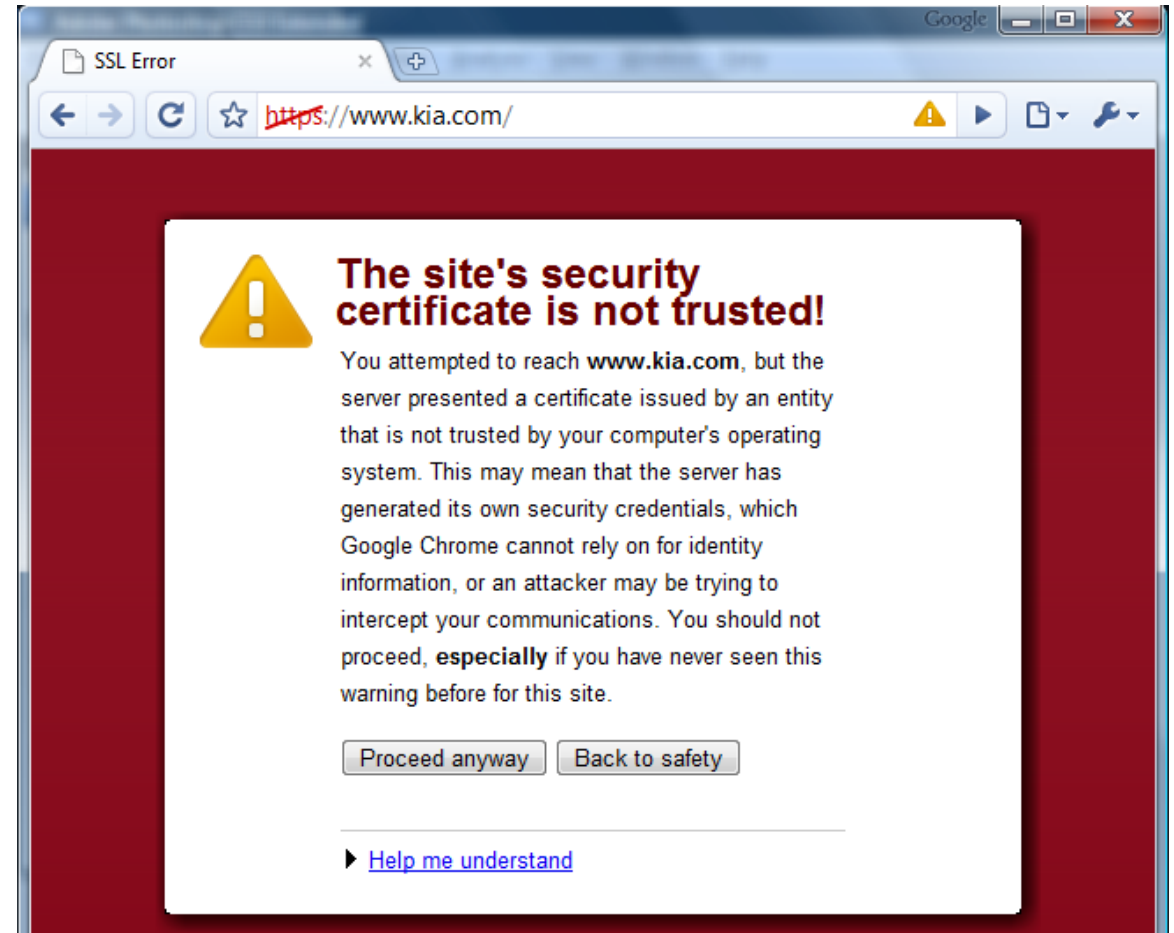 Google
SSL Error
https://www.kia.com/
The site's security
certificate is not trusted!
You attempted to reach www.kia.com, but the
server presented a certificate issued by an entity
that is not trusted by your computer's operating
system. This may mean that the server has
generated its own security credentials, which
Google Chrome cannot rely on for identity
information, or an attacker may be trying to
intercept your communications. You should not
proceed, especially if you have never seen this
warning before for this site.
Proceed anyway Back to safety
Help me understand